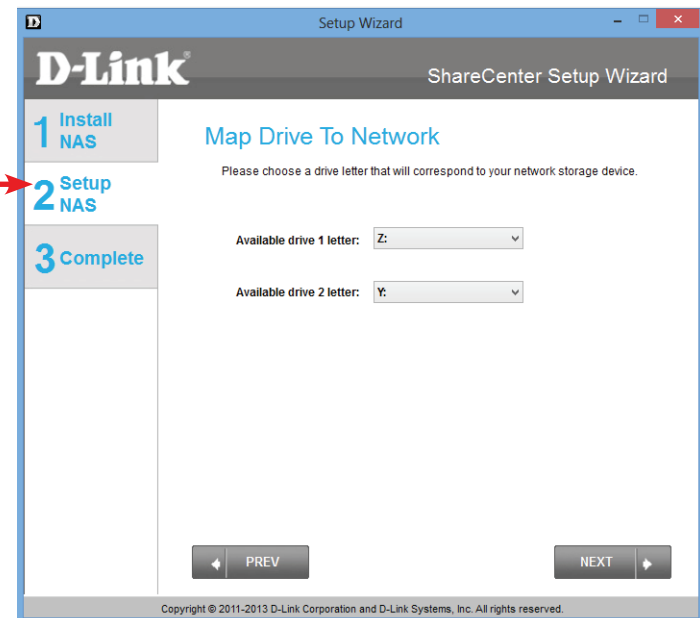 D
Setup Wizard
D-Link®
ShareCenter Setup Wizard
1 Install
NAS
2 Setup
NAS
3 Complete
Map Drive To Network
Please choose a drive letter that will correspond to your network storage device.
Available drive 1 letter: Z:
Available drive 2 letter: Y:
PREV
NEXT
Copyright © 2011-2013 D-Link Corporation and D-Link Systems, Inc. All rights reserved.